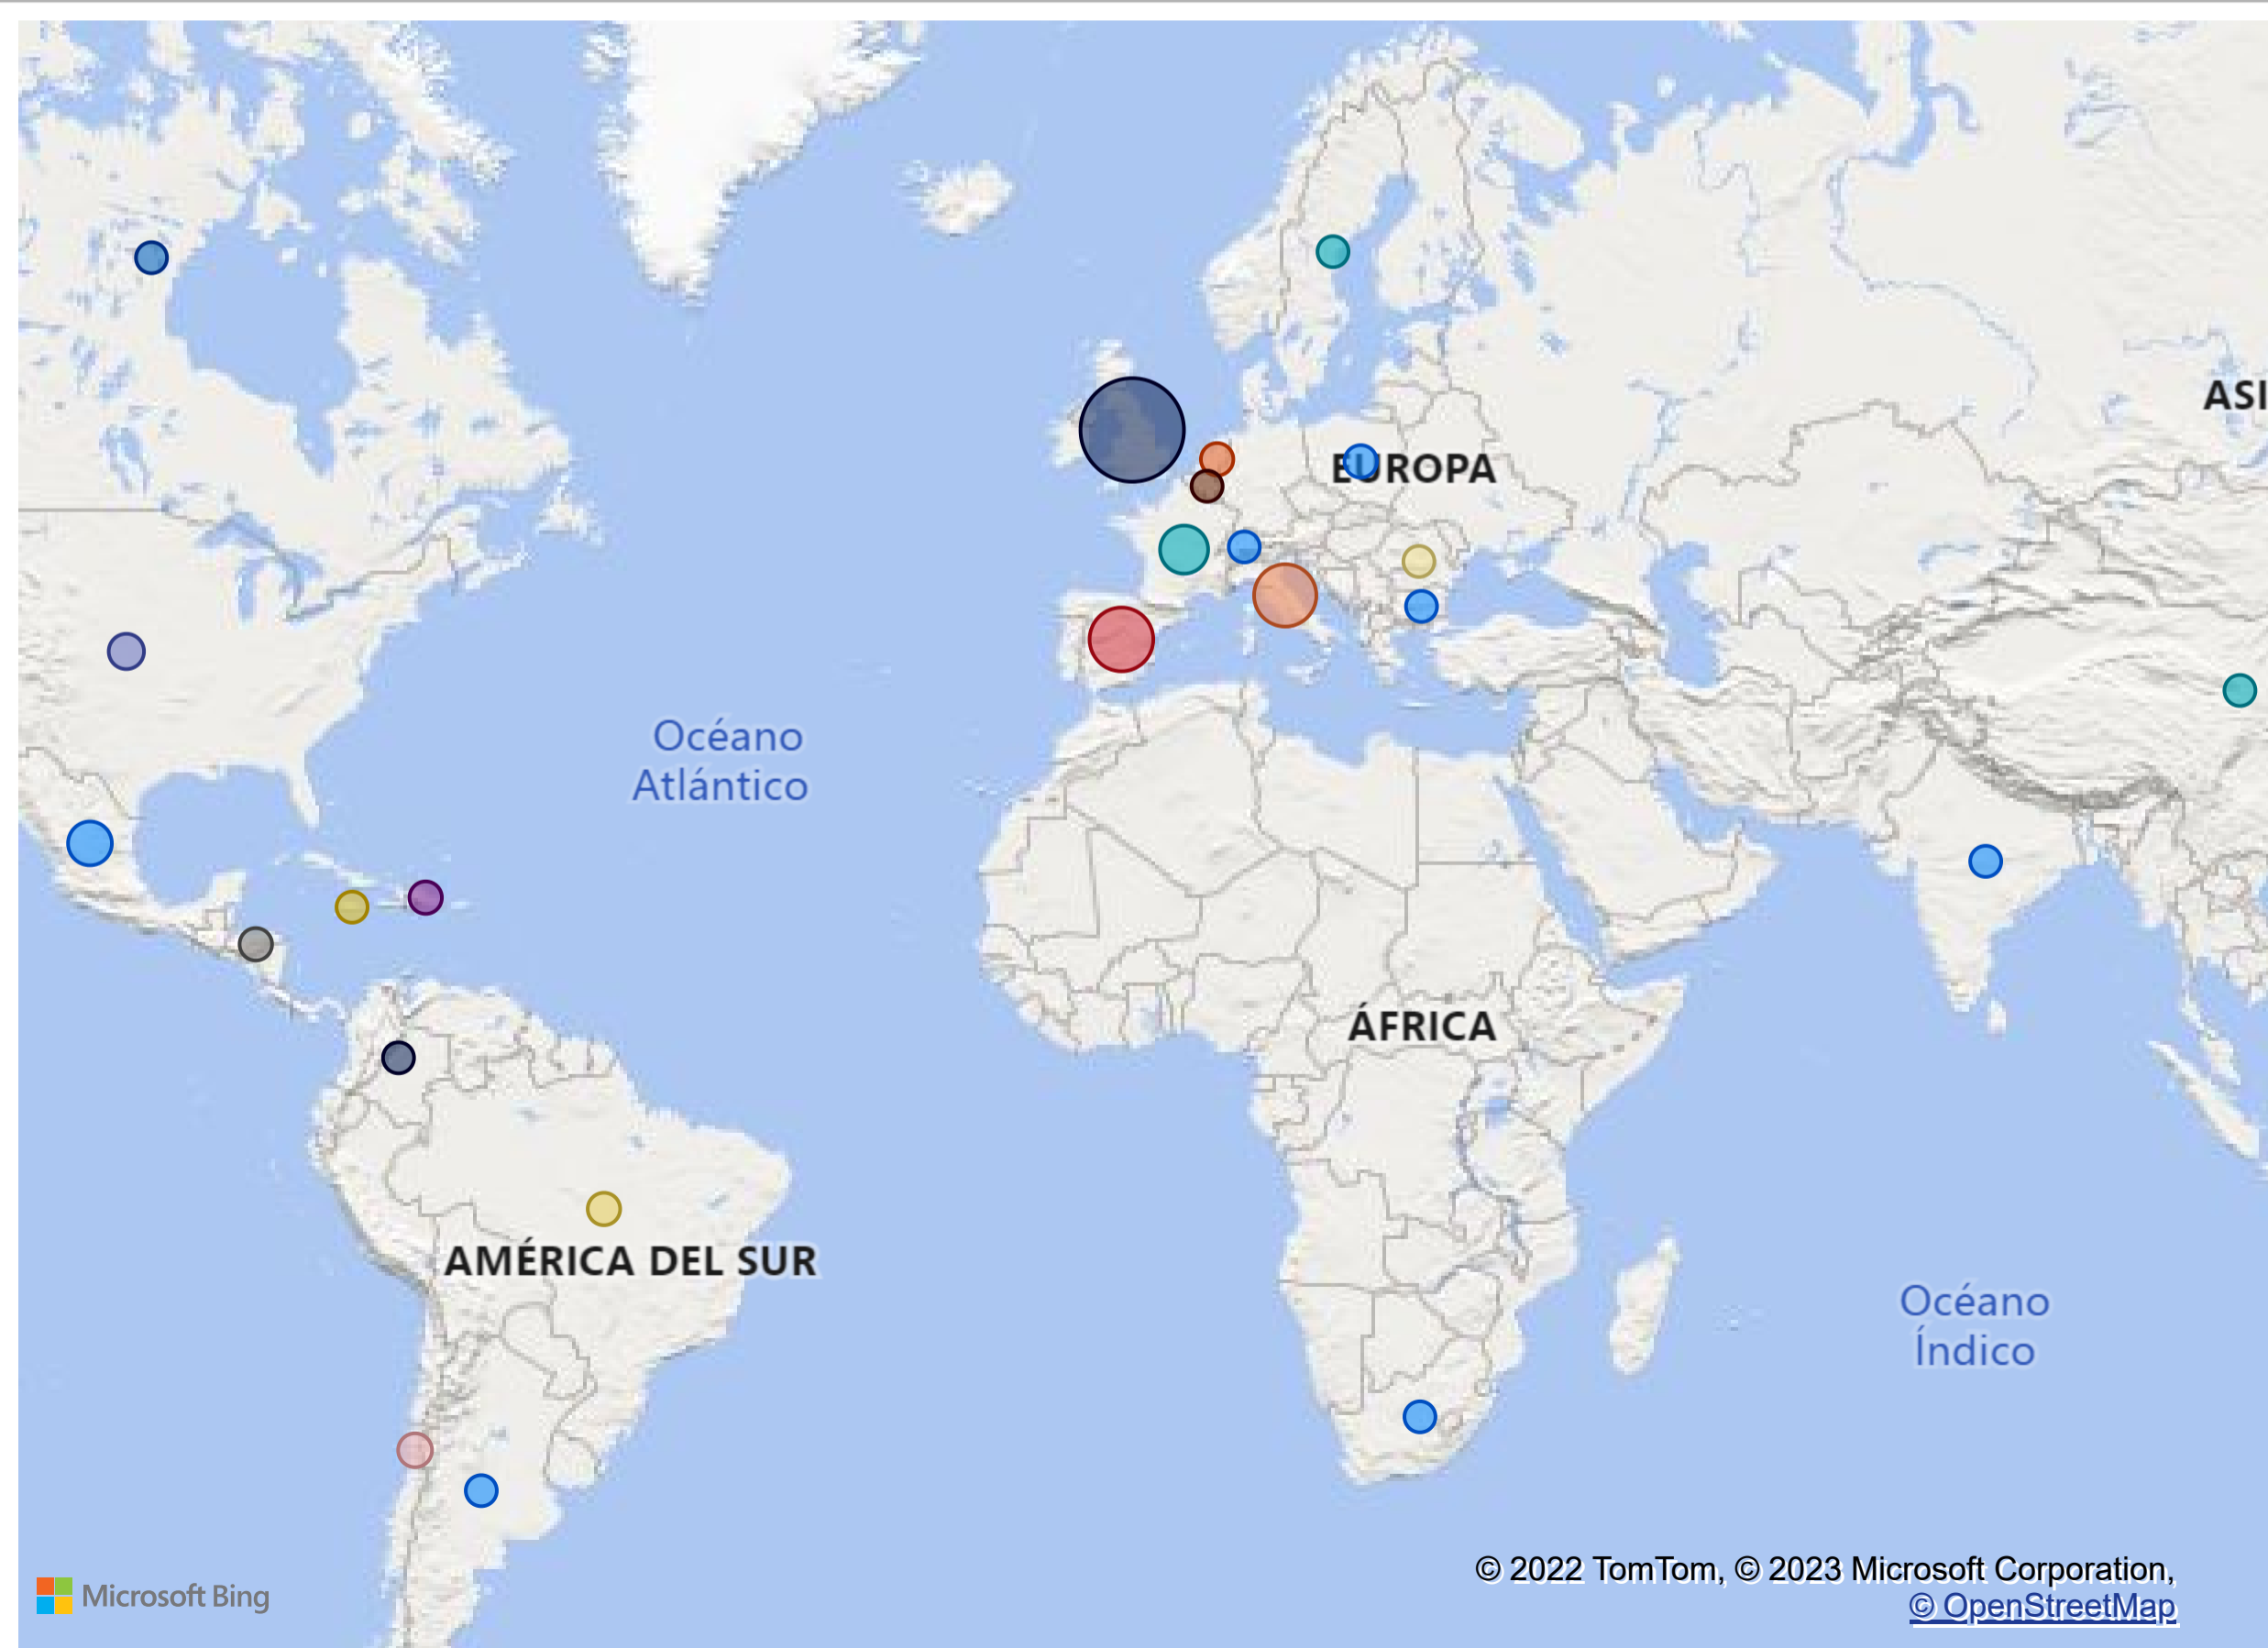 ASI
EUROPA
Océano
Atlántico
ÁFRICA
AMÉRICA DEL SUR
Océano
Índico
© 2022 TomTom, © 2023 Microsoft Corporation,
Microsoft Bing
© OpenStreetMap